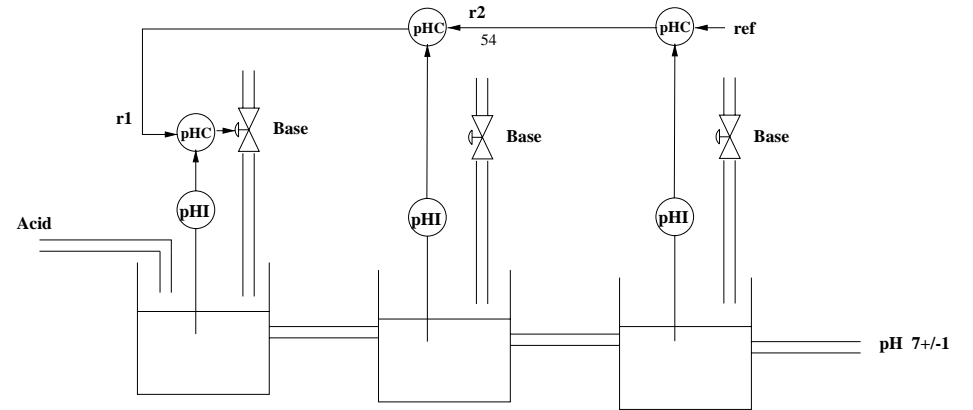 r2
pHC
pHC
ref
54
r1
pHC
Base
Base
Base
pHI
pHI
pHI
Acid
pH 7+/-1